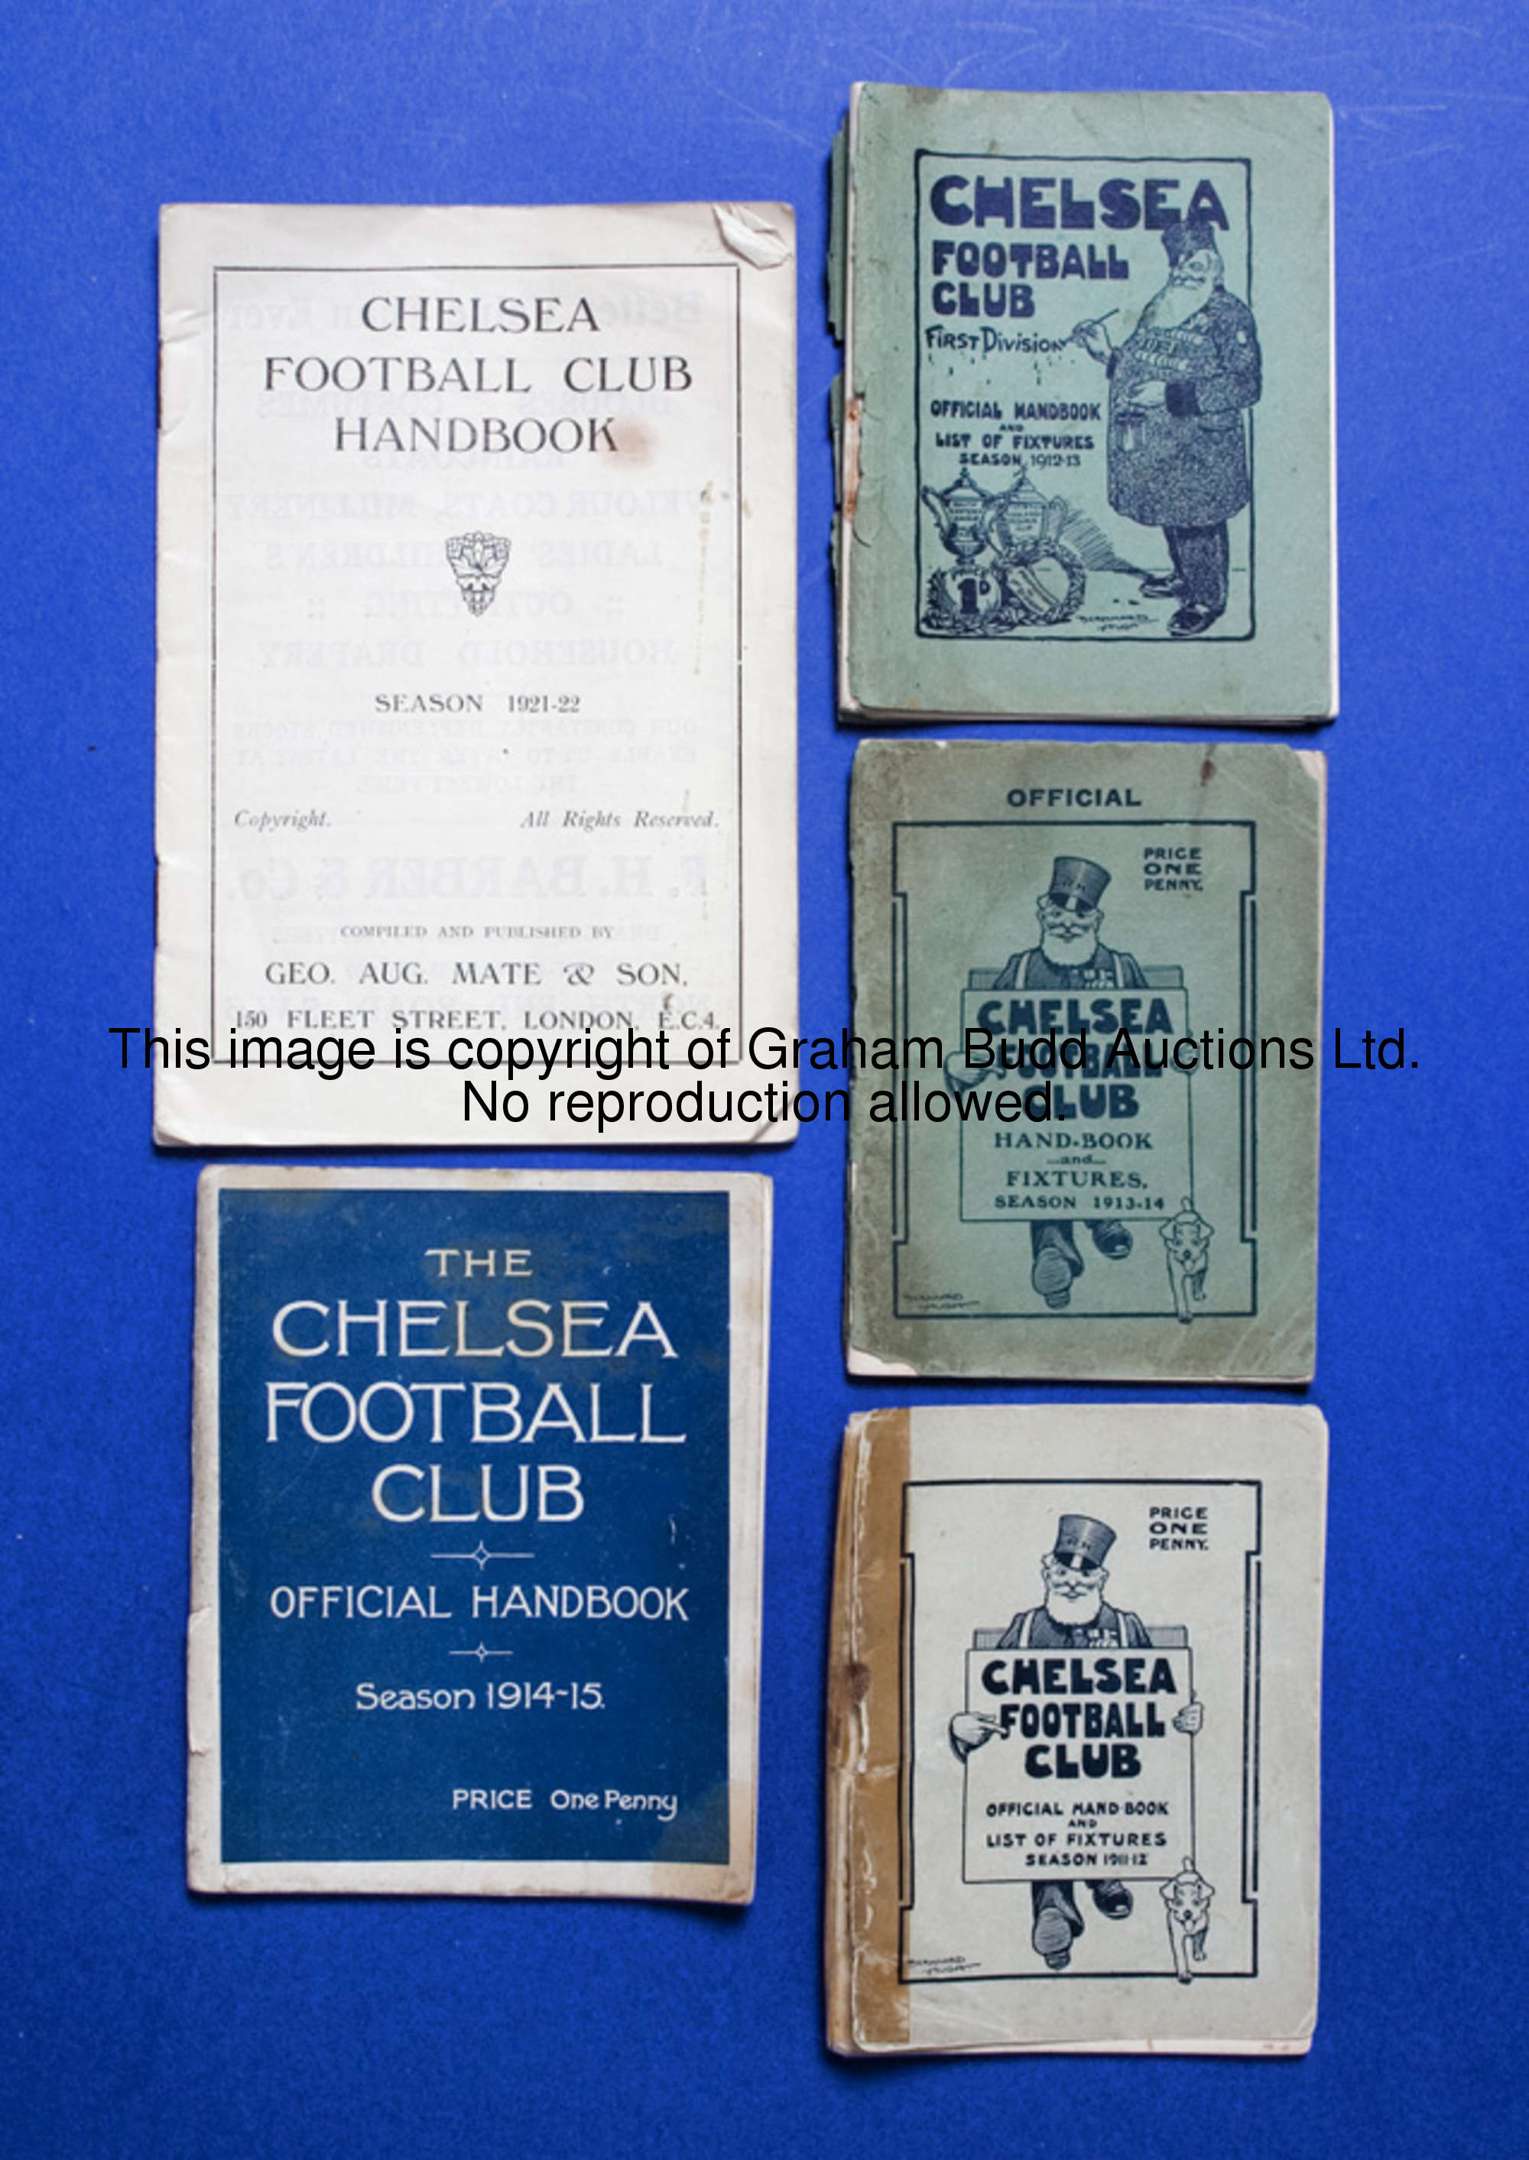 CHELSEA
FOOTBALL CLUB
HANDBOOK
SEASON 1921-22
Copyright. All Rights Reserved.
COMPILED AND PUBLISHED BY
GEO. AUG. MATE & SON,
150 FLEET STREET, LONDON, E.C.4.
CHELSEA
FOOTBALL
CLUB
FIRST DIVISION
OFFICIAL HANDBOOK
AND
LIST OF FIXTURES
SEASON 1912-13
PRICE
1D
OFFICIAL
PRICE
ONE
PENNY.
CHELSEA
FOOTBALL
CLUB
HAND-BOOK
and
FIXTURES,
SEASON 1913-14
This image is copyright of Graham Budd Auctions Ltd.
No reproduction allowed.
THE
CHELSEA
FOOTBALL
CLUB
OFFICIAL HANDBOOK
Season 1914-15.
PRICE One Penny
PRICE
ONE
PENNY.
CHELSEA
FOOTBALL
CLUB
OFFICIAL HAND-BOOK
AND
LIST OF FIXTURES
SEASON 1911-12